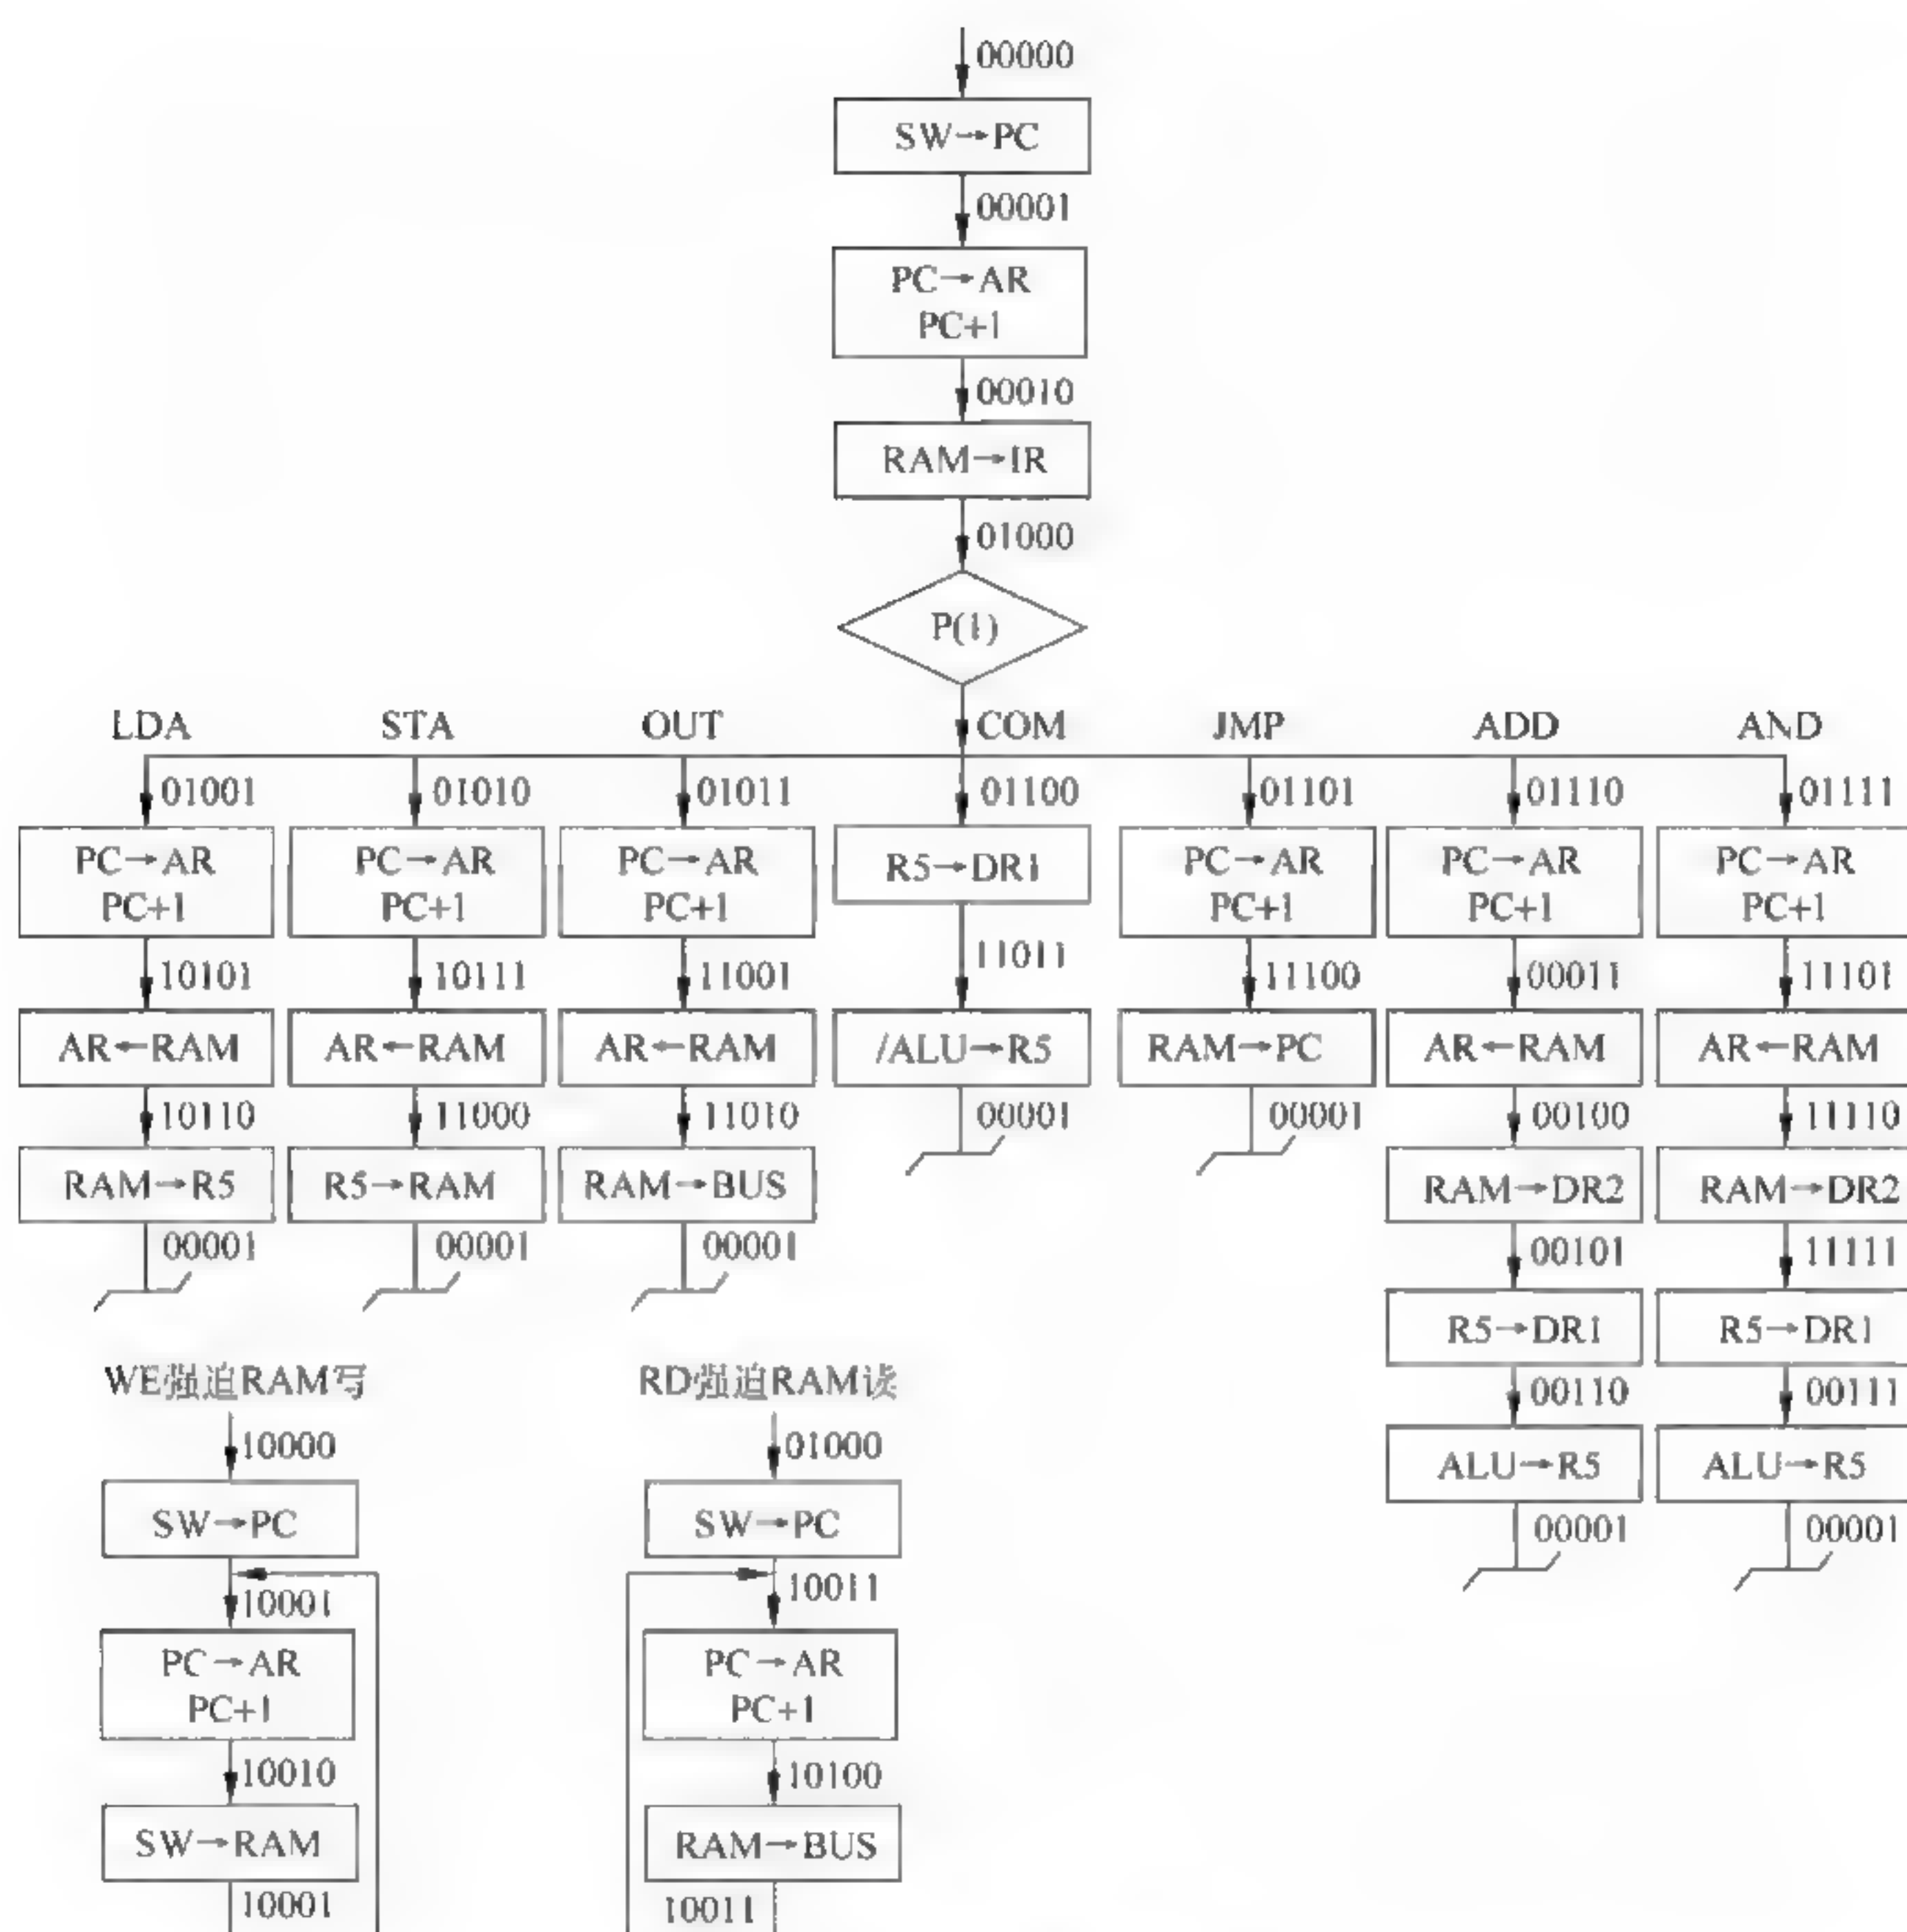 00000
SW→PC
00001
PC→AR
PC+1
00010
RAM→IR
01000
P(1)
LDA STA OUT COM JMP ADD AND
01001 01010 01011 01100 01101 01110 01111
PC→AR PC→AR PC→AR R5→DR1 PC→AR PC→AR PC→AR
PC+1 PC+1 PC+1 PC+1 PC+1 PC+1
10101 10111 11001 11011 11100 00011 11101
AR←RAM AR←RAM AR←RAM /ALU→R5 RAM→PC AR←RAM AR←RAM
10110 11000 11010 00001 00001 00100 11110
RAM→R5 R5→RAM RAM→BUS RAM→DR2 RAM→DR2
00001 00001 00001 00101 11111
R5→DR1 R5→DR1
WE强迫RAM写 RD强迫RAM读 00110 00111
10000 01000 ALU→R5 ALU→R5
SW→PC SW→PC 00001 00001
10001 10011
PC→AR PC→AR
PC+1 PC+1
10010 10100
SW→RAM RAM→BUS
10001 10011